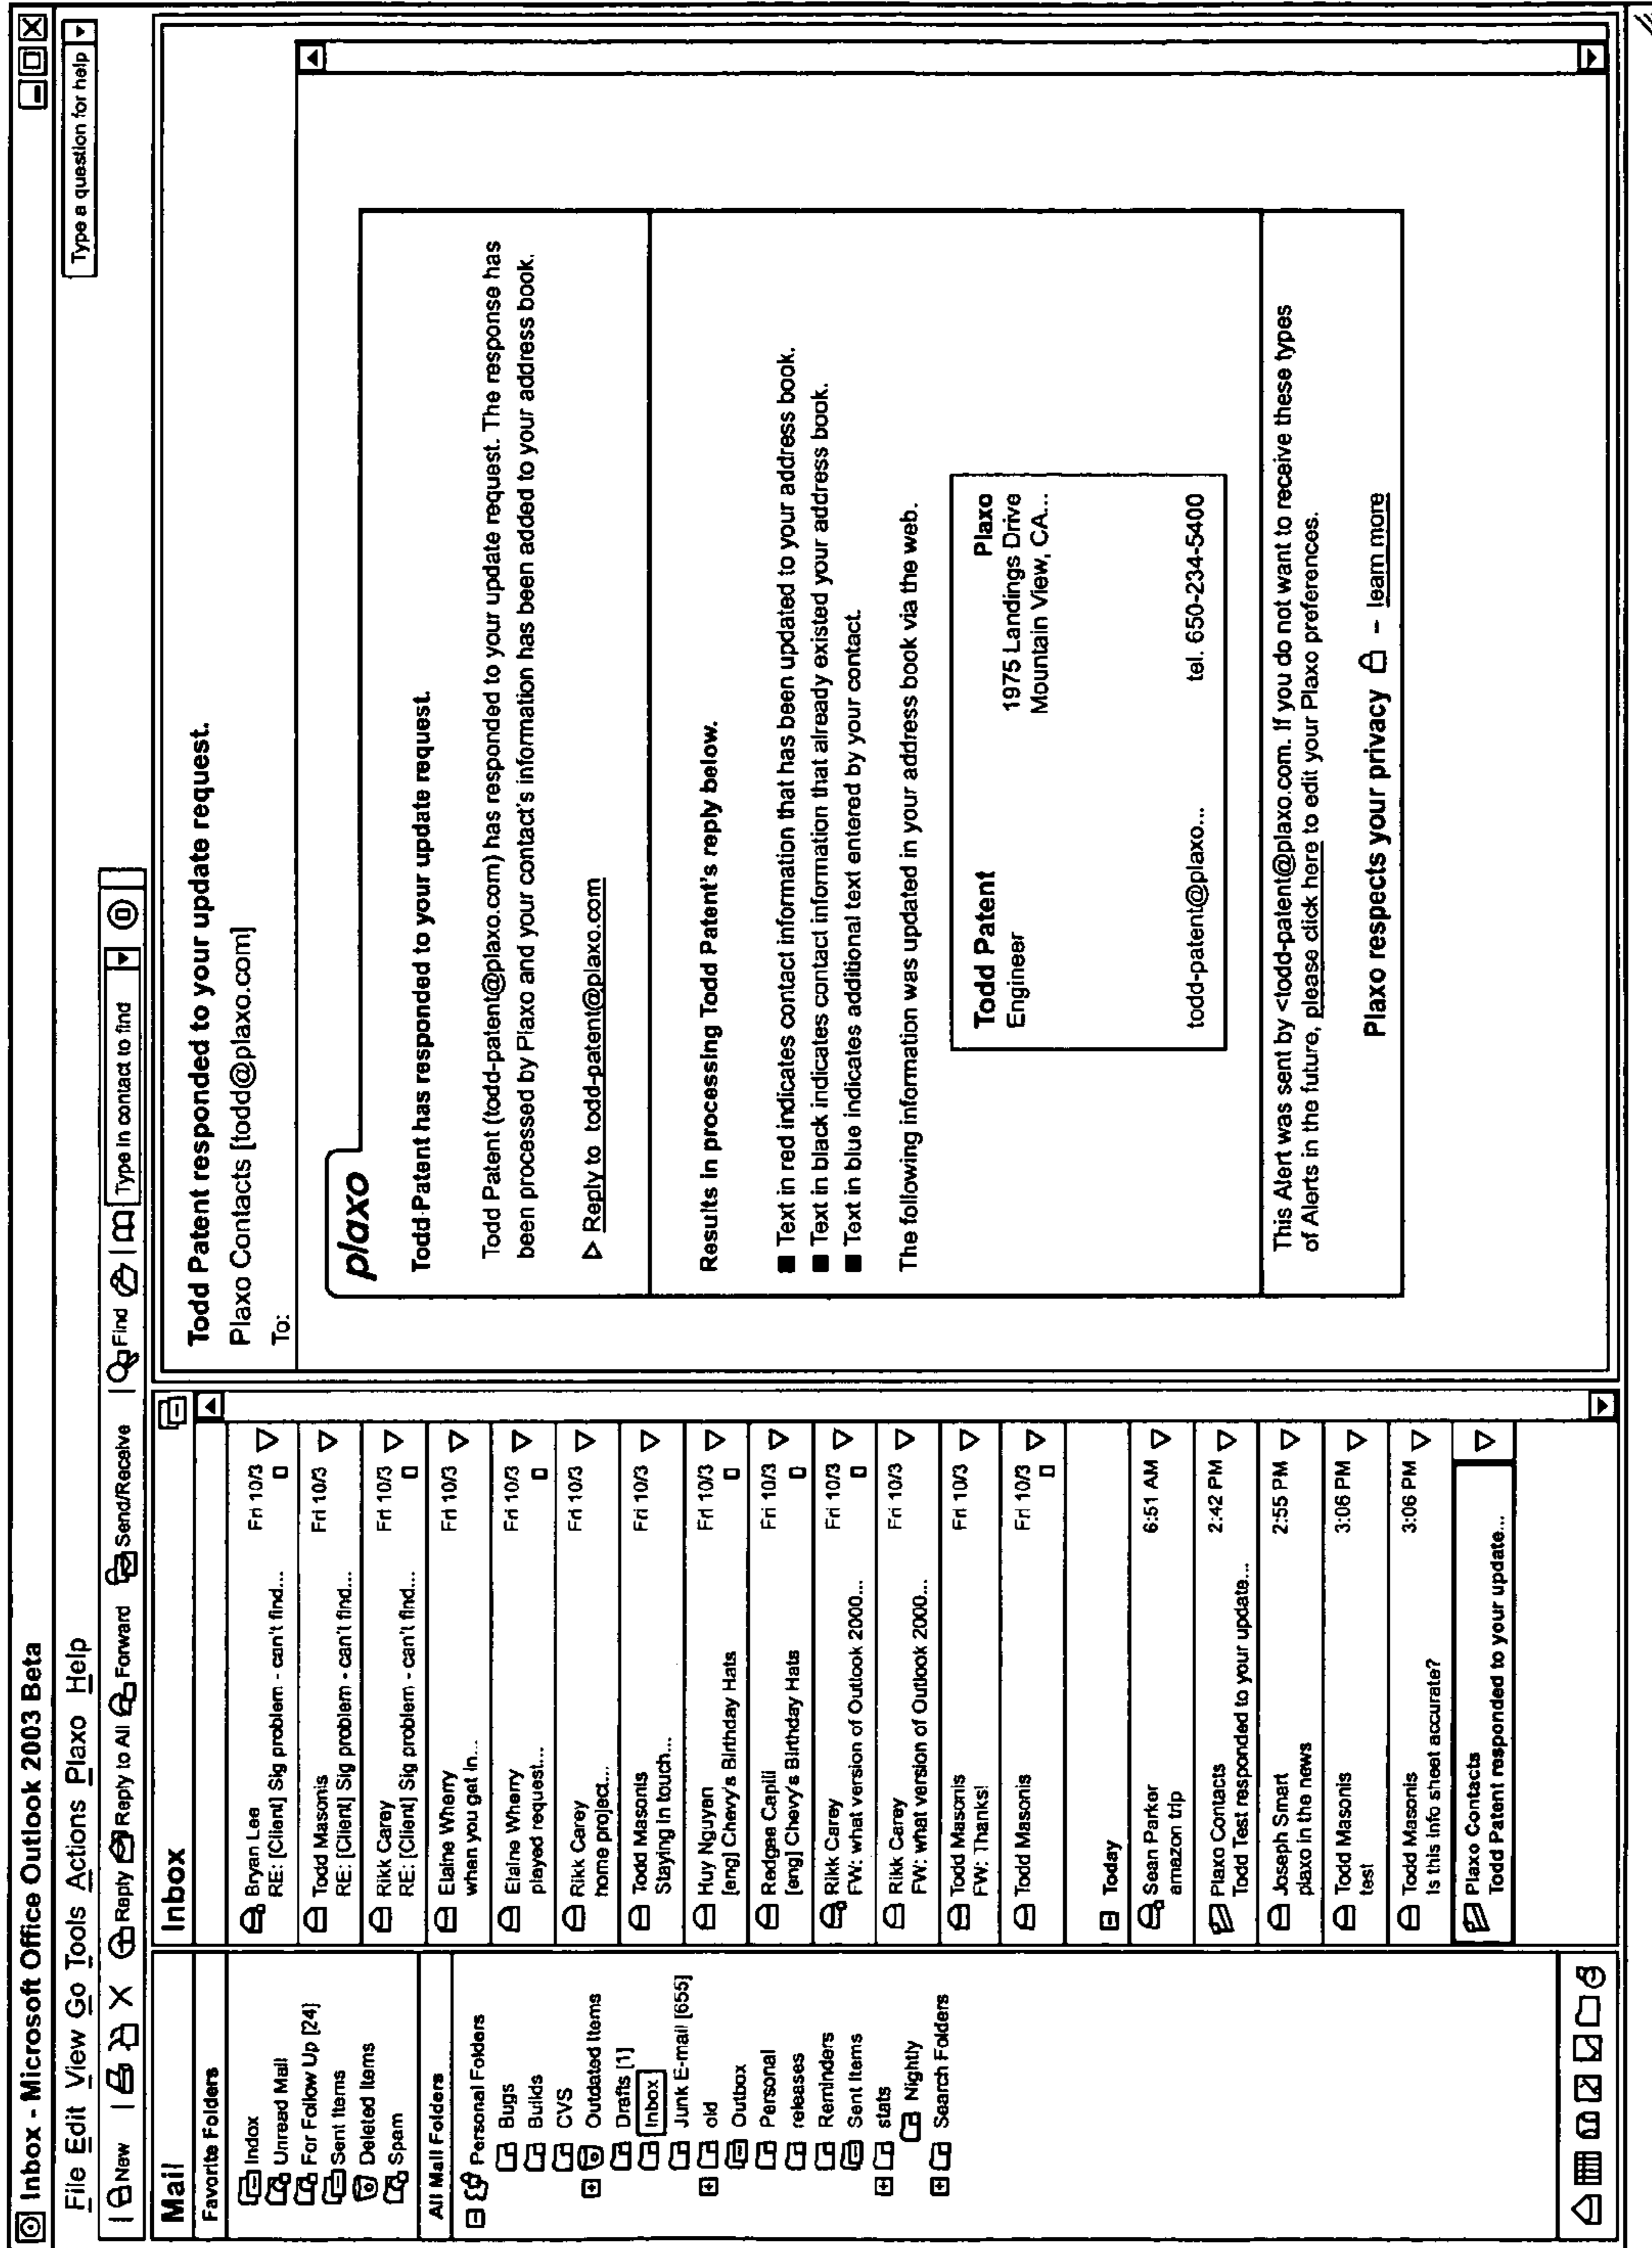 Inbox - Microsoft Office Outlook 2003 Beta
File Edit View Go Tools Actions Plaxo Help
Type a question for help
New
Reply
Reply to All
Forward
Send/Receive
Find
Type in contact to find
Mail
Favorite Folders
Indox
Unread Mail
For Follow Up [24]
Sent Items
Deleted Items
Spam
All Mail Folders
Personal Folders
Bugs
Builds
CVS
Outdated Items
Drafts [1]
Inbox
Junk E-mail [655]
old
Outbox
Personal
releases
Reminders
Sent Items
stats
Nightly
Search Folders
Inbox
Bryan Lee Fri 10/3
RE: [Client] Sig problem - can't find...
Todd Masonis Fri 10/3
RE: [Client] Sig problem - can't find...
Rikk Carey Fri 10/3
RE: [Client] Sig problem - can't find...
Elaine Wherry Fri 10/3
when you get in...
Elaine Wherry Fri 10/3
played request...
Rikk Carey Fri 10/3
home project...
Todd Masonis Fri 10/3
Staying in touch...
Huy Nguyen Fri 10/3
[eng] Chevy's Birthday Hats
Redgee Capili Fri 10/3
[eng] Chevy's Birthday Hats
Rikk Carey Fri 10/3
FW: what version of Outlook 2000...
Rikk Carey Fri 10/3
FW: what version of Outlook 2000...
Todd Masonis Fri 10/3
FW: Thanks!
Todd Masonis Fri 10/3
Today
Sean Parker 6:51 AM
amazon trip
Plaxo Contacts 2:42 PM
Todd Test responded to your update...
Joseph Smart 2:55 PM
plaxo in the news
Todd Masonis 3:06 PM
test
Todd Masonis 3:06 PM
Is this info sheet accurate?
Plaxo Contacts
Todd Patent responded to your update...
Todd Patent responded to your update request.
Plaxo Contacts [todd@plaxo.com]
To:
plaxo
Todd Patent has responded to your update request.
Todd Patent (todd-patent@plaxo.com) has responded to your update request. The response has
been processed by Plaxo and your contact's information has been added to your address book.
Reply to todd-patent@plaxo.com
Results in processing Todd Patent's reply below.
Text in red indicates contact information that has been updated to your address book.
Text in black indicates contact information that already existed your address book.
Text in blue indicates additional text entered by your contact.
The following information was updated in your address book via the web.
Todd Patent Plaxo
Engineer 1975 Landings Drive
Mountain View, CA...
todd-patent@plaxo... tel. 650-234-5400
This Alert was sent by <todd-patent@plaxo.com. If you do not want to receive these types
of Alerts in the future, please click here to edit your Plaxo preferences.
Plaxo respects your privacy – learn more